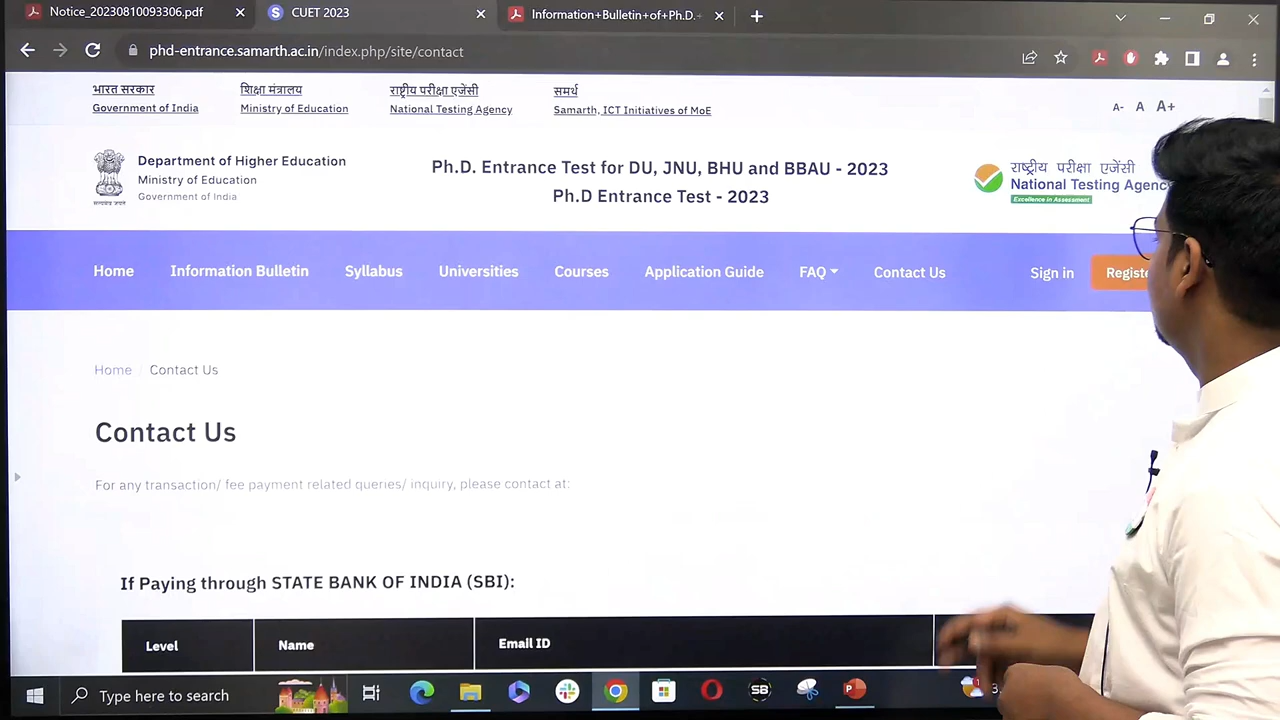 Notice_20230810093306.pdf
CUET 2023
Information+Bulletin+of+Ph.D.
phd-entrance.samarth.ac.in/index.php/site/contact
भारत सरकार
Government of India
शिक्षा मंत्रालय
Ministry of Education
राष्ट्रीय परीक्षा एजेंसी
National Testing Agency
समर्थ
Samarth, ICT Initiatives of MoE
A- A A+
Department of Higher Education
Ministry of Education
Government of India
सत्यमेव जयते
Ph.D. Entrance Test for DU, JNU, BHU and BBAU - 2023
Ph.D Entrance Test - 2023
राष्ट्रीय परीक्षा एजेंसी
National Testing Agenc
Excellence in Assessment
Home Information Bulletin Syllabus Universities Courses Application Guide FAQ Contact Us Sign in Registe
Home / Contact Us
Contact Us
For any transaction/ fee payment related queries/ inquiry, please contact at:
If Paying through STATE BANK OF INDIA (SBI):
Level Name Email ID
Type here to search
SB